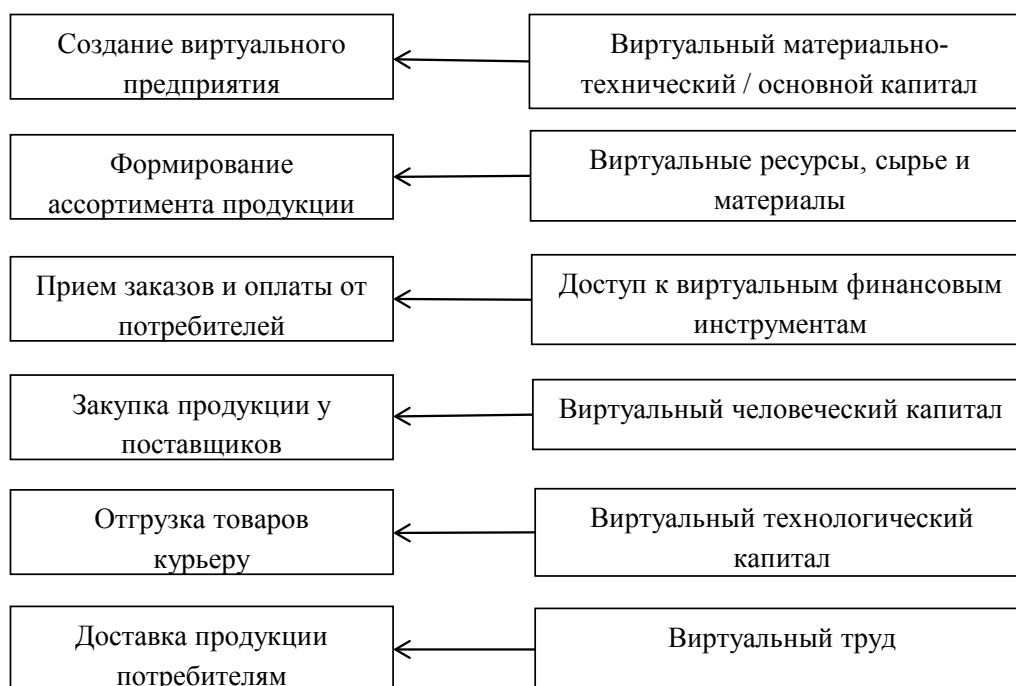 Создание виртуального
предприятия
Виртуальный материально-
технический / основной капитал
Формирование
ассортимента продукции
Виртуальные ресурсы, сырье и
материалы
Прием заказов и оплаты от
потребителей
Доступ к виртуальным финансовым
инструментам
Закупка продукции у
поставщиков
Виртуальный человеческий капитал
Отгрузка товаров
курьеру
Виртуальный технологический
капитал
Доставка продукции
потребителям
Виртуальный труд